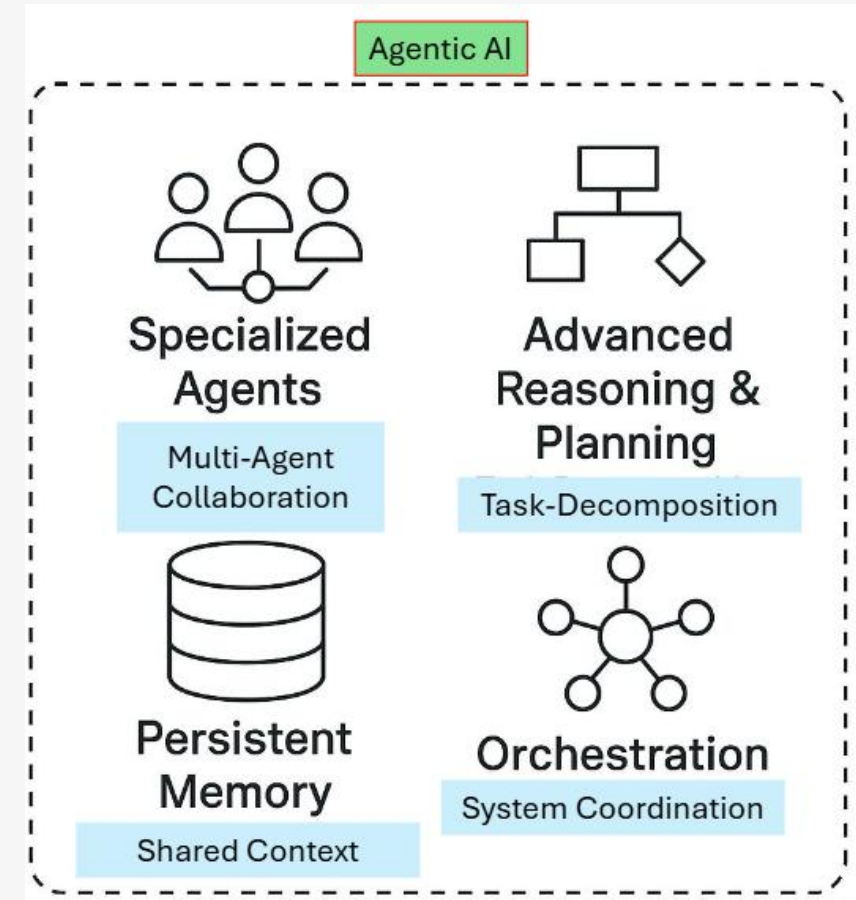 Agentic AI
Specialized
Agents
Multi-Agent
Collaboration
Advanced
Reasoning &
Planning
Task-Decomposition
Persistent
Memory
Shared Context
Orchestration
System Coordination